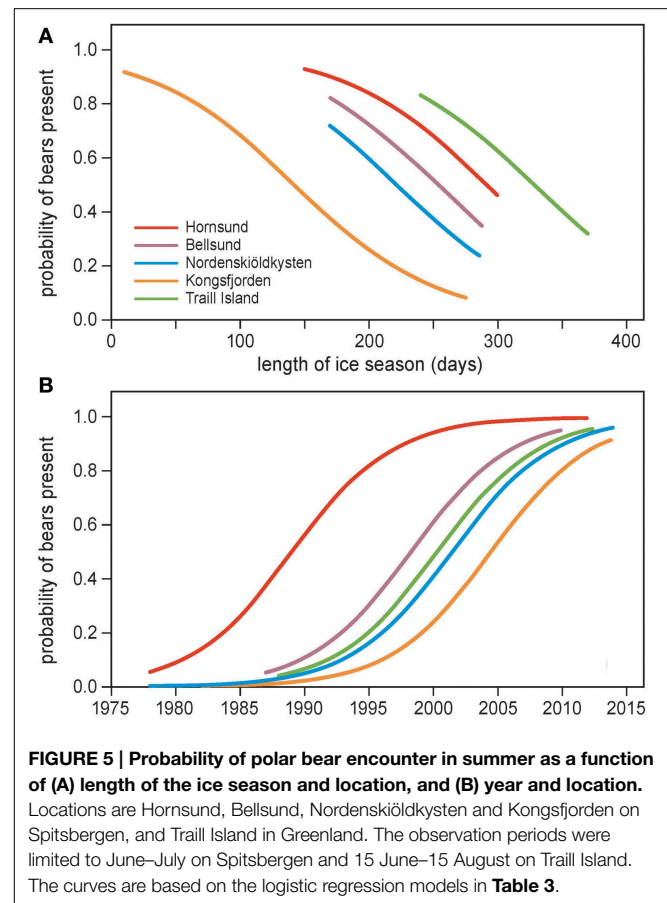 A
probability of bears present
1.0
0.8
0.6
0.4
0.2
0.0
Hornsund
Bellsund
Nordenskiöldkysten
Kongsfjorden
Traill Island
0 100 200 300 400
length of ice season (days)
B
probability of bears present
1.0
0.8
0.6
0.4
0.2
0.0
1975 1980 1985 1990 1995 2000 2005 2010 2015
FIGURE 5 | Probability of polar bear encounter in summer as a function
of (A) length of the ice season and location, and (B) year and location.
Locations are Hornsund, Bellsund, Nordenskiöldkysten and Kongsfjorden on
Spitsbergen, and Traill Island in Greenland. The observation periods were
limited to June–July on Spitsbergen and 15 June–15 August on Traill Island.
The curves are based on the logistic regression models in Table 3.